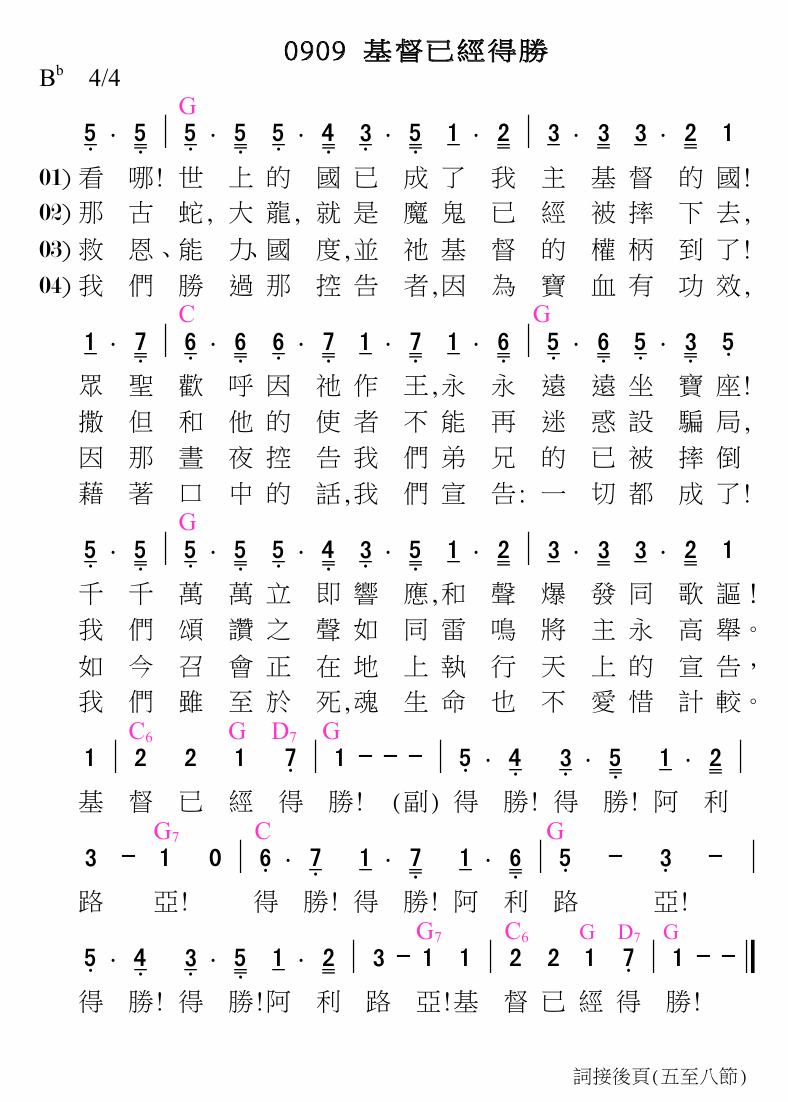 0909 基督已經得勝
B♭ 4/4
G
5 · 5 | 5 · 5 5 · 4 3 · 5 1 · 2 | 3 · 3 3 · 2 1
01) 看哪!世上的國已成了我主基督的國!
02) 那古蛇,大龍,就是魔鬼已經被摔下去,
03) 救恩、能力、國度,並祂基督的權柄到了!
04) 我們勝過那控告者,因為寶血有功效,
C G
1 · 7 | 6 · 6 6 · 7 1 · 7 1 · 6 | 5 · 6 5 · 3 5
眾聖歡呼因祂作王,永永遠遠坐寶座!
撒但和他的使者不能再迷惑設騙局,
因那晝夜控告我們弟兄的已被摔倒
藉著口中的話,我們宣告:一切都成了!
G
5 · 5 | 5 · 5 5 · 4 3 · 5 1 · 2 | 3 · 3 3 · 2 1
千千萬萬立即響應,和聲爆發同歌謳!
我們頌讚之聲如同雷鳴將主永高舉。
如今召會正在地上執行天上的宣告,
我們雖至於死,魂生命也不愛惜計較。
C6 G D7 G
1 | 2 2 1 7 | 1 - - - | 5 · 4 3 · 5 1 · 2 |
基督已經得勝! (副) 得勝!得勝!阿利
G7 C G
3 - 1 0 | 6 · 7 1 · 7 1 · 6 | 5 - 3 - |
路亞! 得勝!得勝!阿利路亞!
G7 C6 G D7 G
5 · 4 3 · 5 1 · 2 | 3 - 1 1 | 2 2 1 7 | 1 - - ‖
得勝!得勝!阿利路亞!基督已經得勝!
詞接後頁(五至八節)